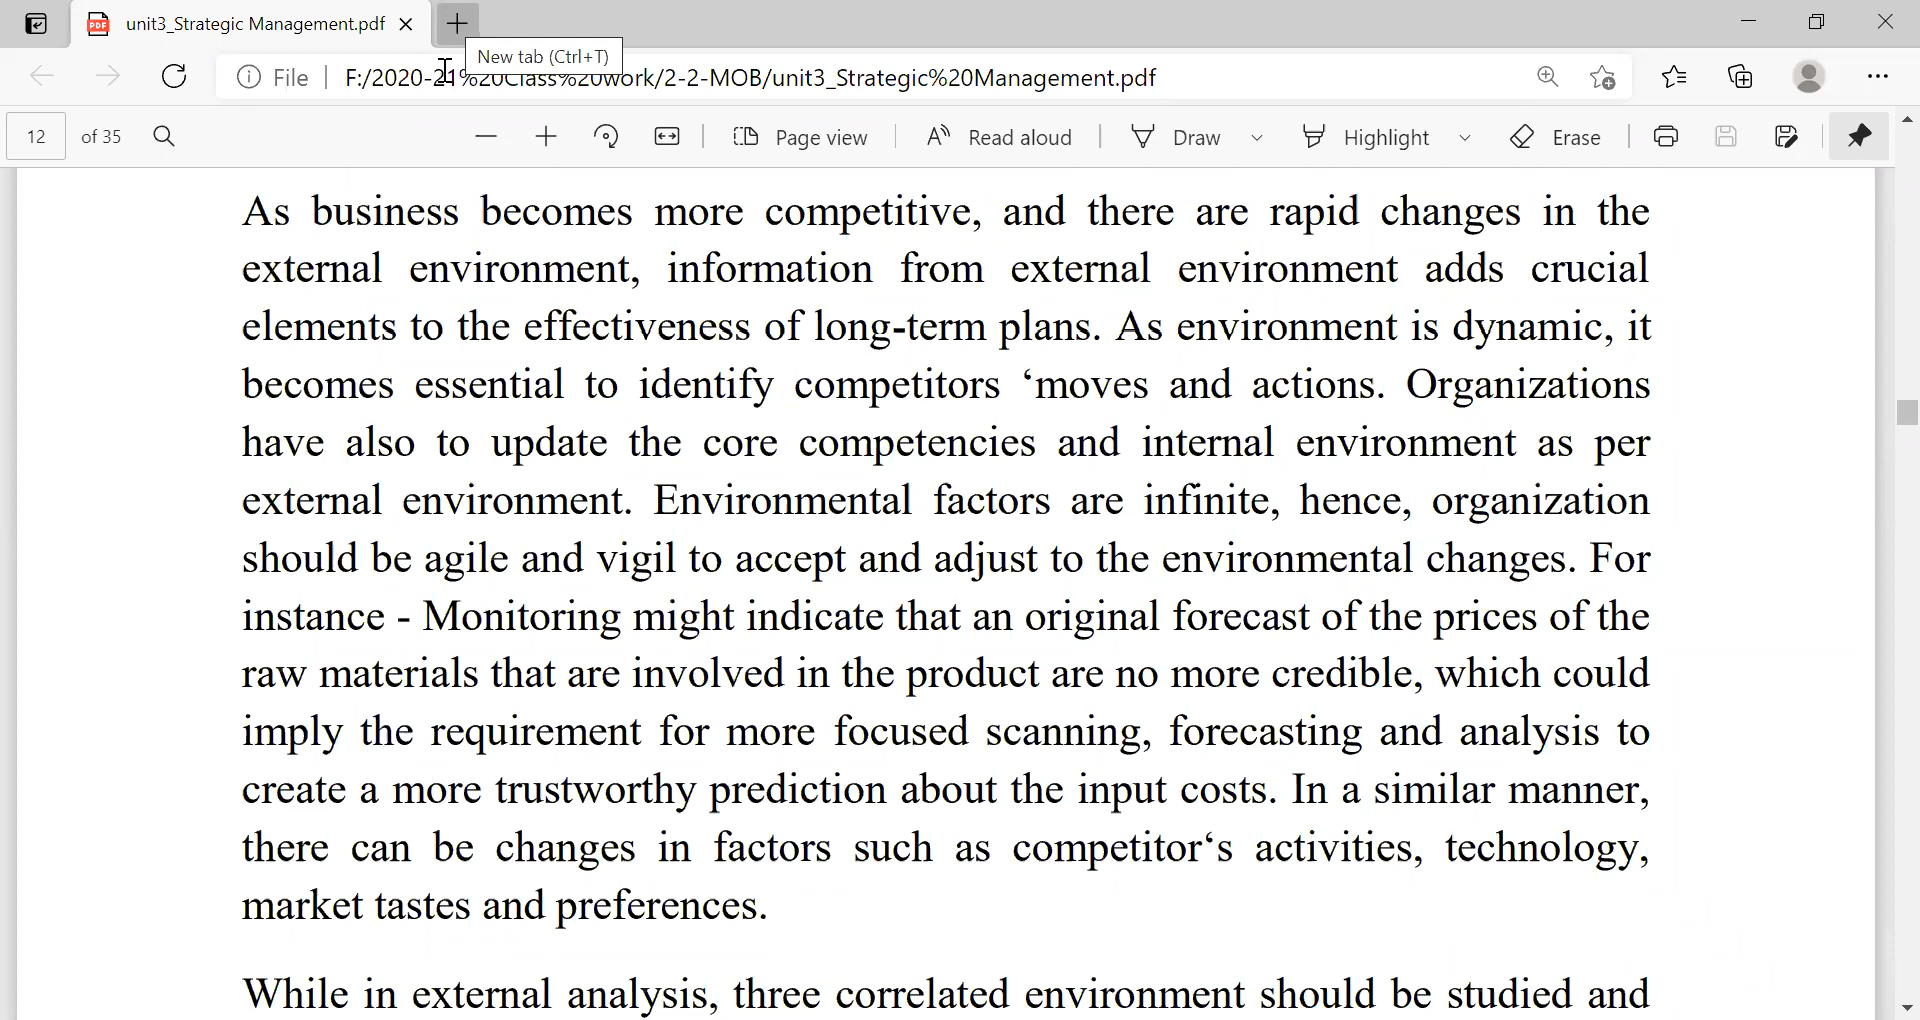 unit3_Strategic Management.pdf
New tab (Ctrl+T)
File | F:/2020-21%20Class%20work/2-2-MOB/unit3_Strategic%20Management.pdf
12 of 35 Page view Read aloud Draw Highlight Erase
As business becomes more competitive, and there are rapid changes in the
external environment, information from external environment adds crucial
elements to the effectiveness of long-term plans. As environment is dynamic, it
becomes essential to identify competitors ‘moves and actions. Organizations
have also to update the core competencies and internal environment as per
external environment. Environmental factors are infinite, hence, organization
should be agile and vigil to accept and adjust to the environmental changes. For
instance - Monitoring might indicate that an original forecast of the prices of the
raw materials that are involved in the product are no more credible, which could
imply the requirement for more focused scanning, forecasting and analysis to
create a more trustworthy prediction about the input costs. In a similar manner,
there can be changes in factors such as competitor‘s activities, technology,
market tastes and preferences.
While in external analysis, three correlated environment should be studied and